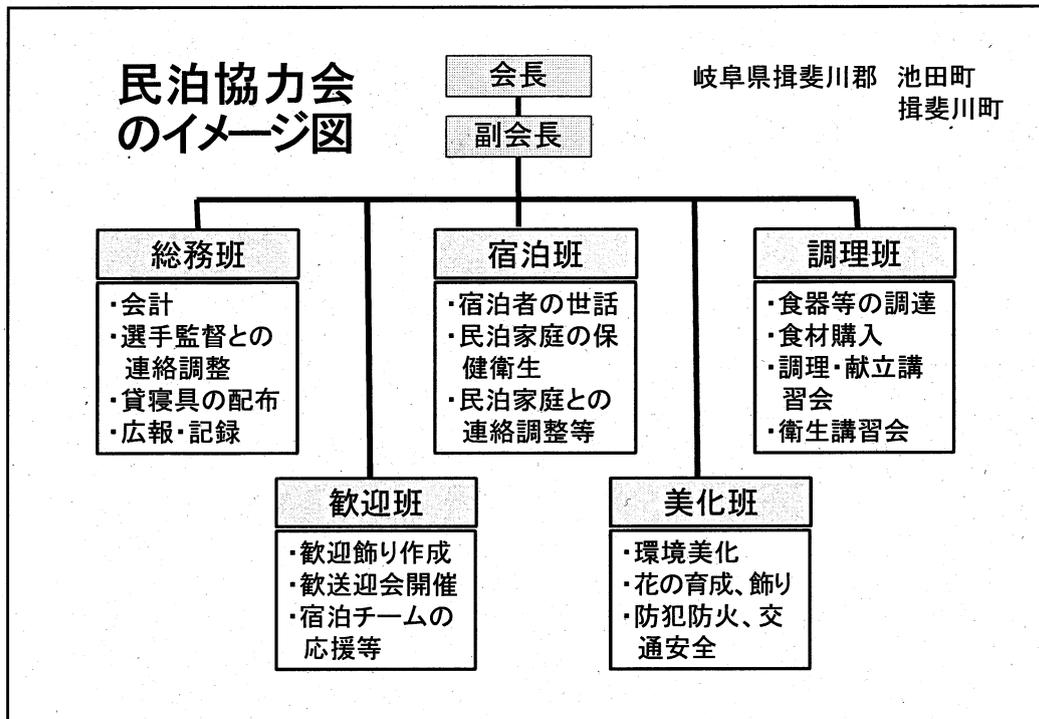 民泊協力会
のイメージ図
会長
副会長
岐阜県揖斐川郡 池田町
揖斐川町
総務班
・会計
・選手監督との
連絡調整
・貸寝具の配布
・広報・記録
宿泊班
・宿泊者の世話
・民泊家庭の保
健衛生
・民泊家庭との
連絡調整等
調理班
・食器等の調達
・食材購入
・調理・献立講
習会
・衛生講習会
歓迎班
・歓迎飾り作成
・歓送迎会開催
・宿泊チームの
応援等
美化班
・環境美化
・花の育成、飾り
・防犯防火、交
通安全